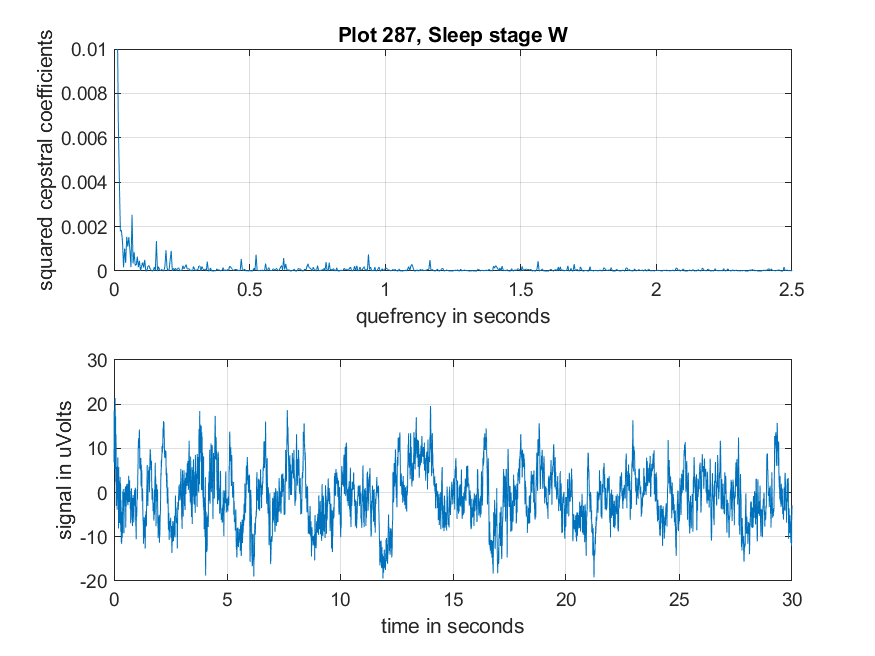 Plot 287, Sleep stage W
squared cepstral coefficients
0.01
0.008
0.006
0.004
0.002
0
0 0.5 1 1.5 2 2.5
quefrency in seconds
signal in uVolts
30
20
10
0
-10
-20
0 5 10 15 20 25 30
time in seconds